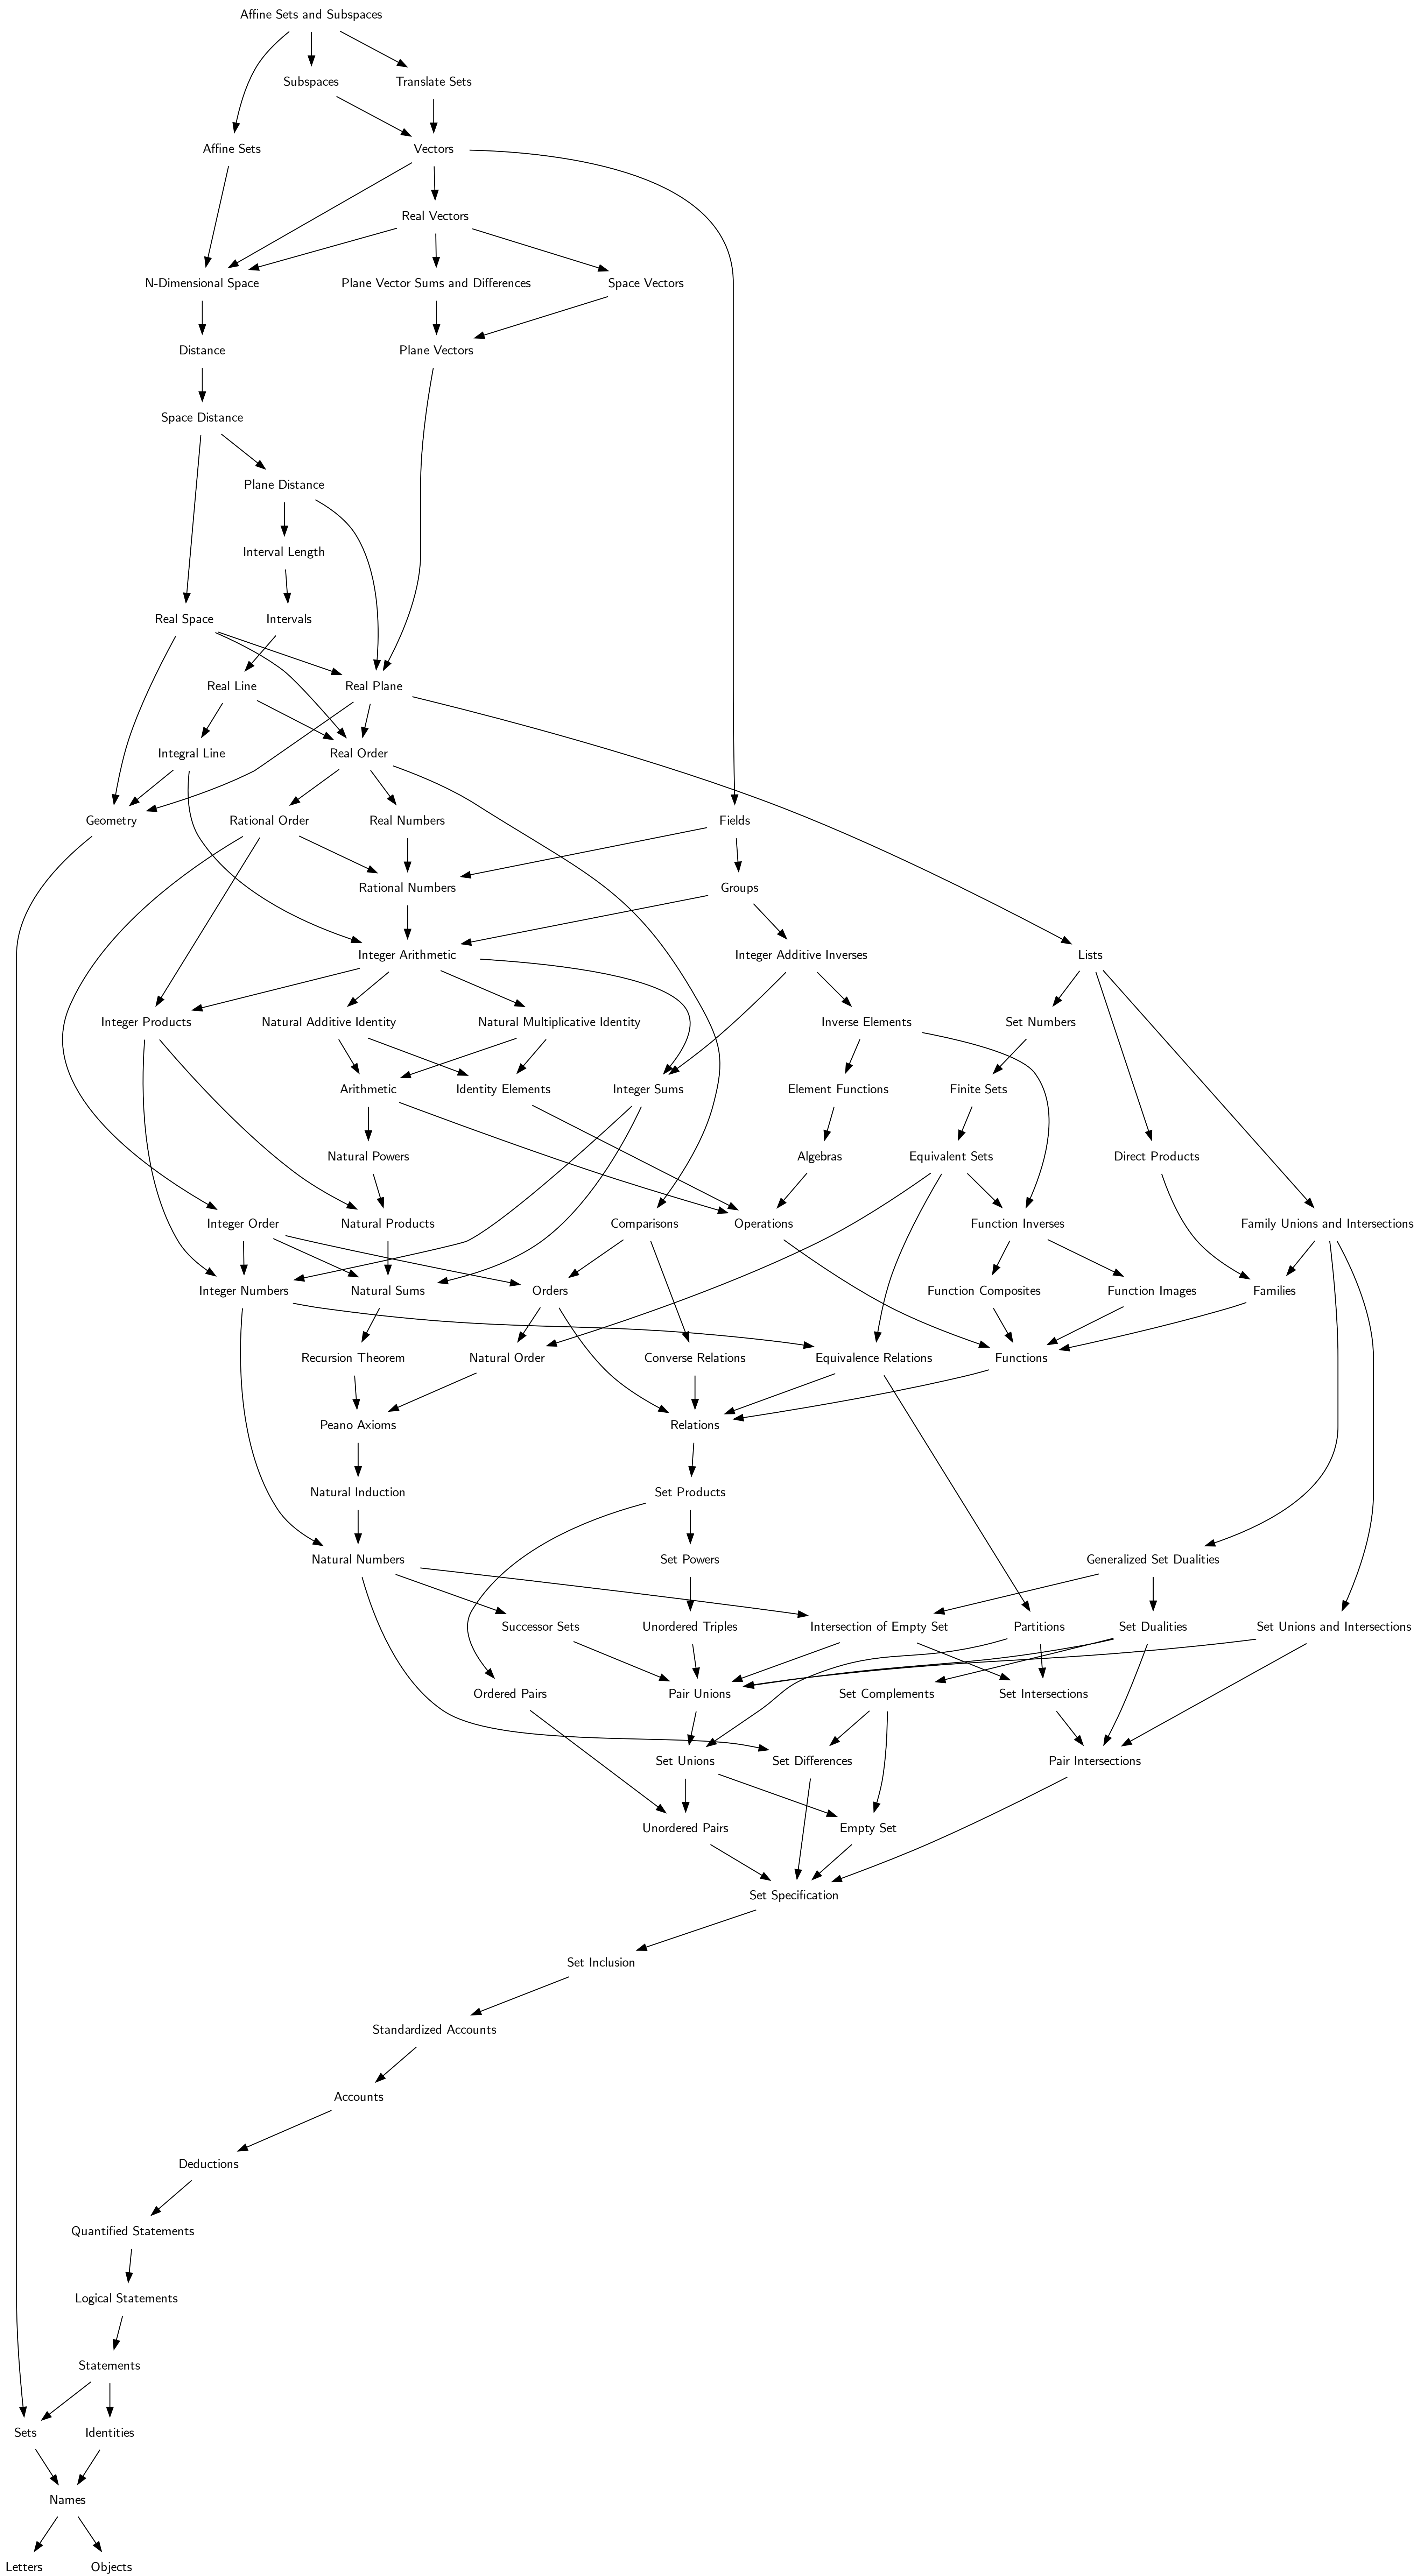 Affine Sets and Subspaces
Subspaces
Translate Sets
Affine Sets
Vectors
Real Vectors
N-Dimensional Space
Plane Vector Sums and Differences
Space Vectors
Distance
Plane Vectors
Space Distance
Plane Distance
Interval Length
Real Space
Intervals
Real Line
Real Plane
Integral Line
Real Order
Geometry
Rational Order
Real Numbers
Fields
Rational Numbers
Groups
Integer Arithmetic
Integer Additive Inverses
Lists
Integer Products
Natural Additive Identity
Natural Multiplicative Identity
Inverse Elements
Set Numbers
Arithmetic
Identity Elements
Integer Sums
Element Functions
Finite Sets
Natural Powers
Algebras
Equivalent Sets
Direct Products
Integer Order
Natural Products
Comparisons
Operations
Function Inverses
Family Unions and Intersections
Integer Numbers
Natural Sums
Orders
Function Composites
Function Images
Families
Recursion Theorem
Natural Order
Converse Relations
Equivalence Relations
Functions
Peano Axioms
Relations
Natural Induction
Set Products
Natural Numbers
Set Powers
Generalized Set Dualities
Successor Sets
Unordered Triples
Intersection of Empty Set
Partitions
Set Dualities
Set Unions and Intersections
Ordered Pairs
Pair Unions
Set Complements
Set Intersections
Set Unions
Set Differences
Pair Intersections
Unordered Pairs
Empty Set
Set Specification
Set Inclusion
Standardized Accounts
Accounts
Deductions
Quantified Statements
Logical Statements
Statements
Sets
Identities
Names
Letters
Objects